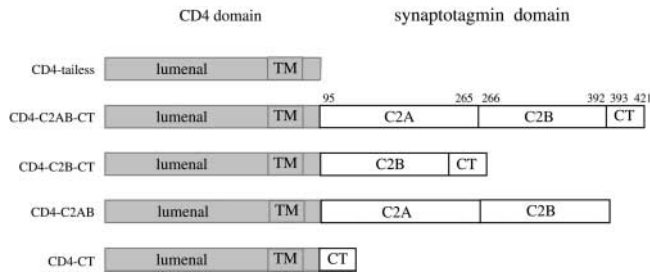 CD4 domain synaptotagmin domain
CD4-tailess lumenal TM
95 265 266 392 393 421
CD4-C2AB-CT lumenal TM C2A C2B CT
CD4-C2B-CT lumenal TM C2B CT
CD4-C2AB lumenal TM C2A C2B
CD4-CT lumenal TM CT